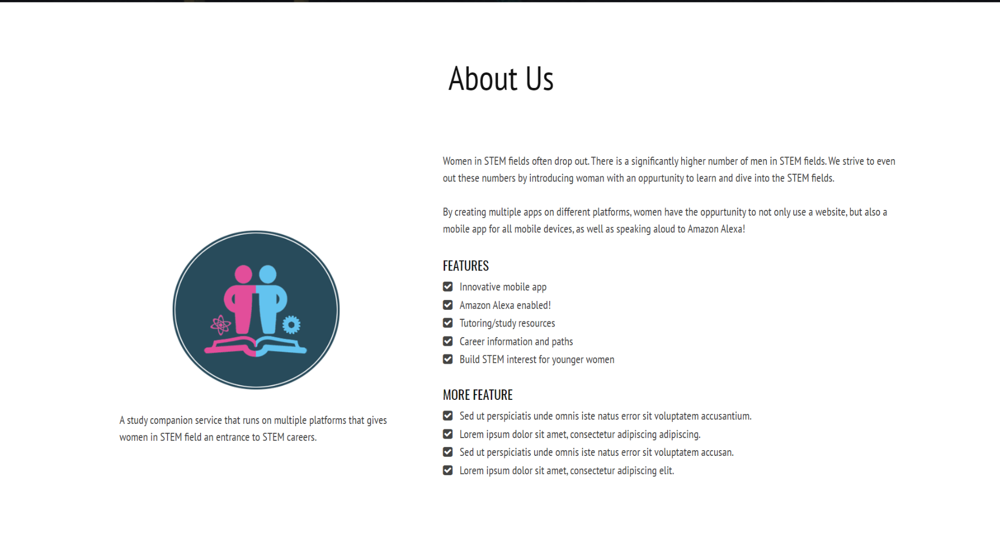 About Us
Women in STEM fields often drop out. There is a significantly higher number of men in STEM fields. We strive to even
out these numbers by introducing woman with an oppurtunity to learn and dive into the STEM fields.
By creating multiple apps on different platforms, women have the oppurtunity to not only use a website, but also a
mobile app for all mobile devices, as well as speaking aloud to Amazon Alexa!
FEATURES
Innovative mobile app
Amazon Alexa enabled!
Tutoring/study resources
Career information and paths
Build STEM interest for younger women
MORE FEATURE
Sed ut perspiciatis unde omnis iste natus error sit voluptatem accusantium.
Lorem ipsum dolor sit amet, consectetur adipiscing adipiscing.
Sed ut perspiciatis unde omnis iste natus error sit voluptatem accusan.
Lorem ipsum dolor sit amet, consectetur adipiscing elit.
A study companion service that runs on multiple platforms that gives
women in STEM field an entrance to STEM careers.